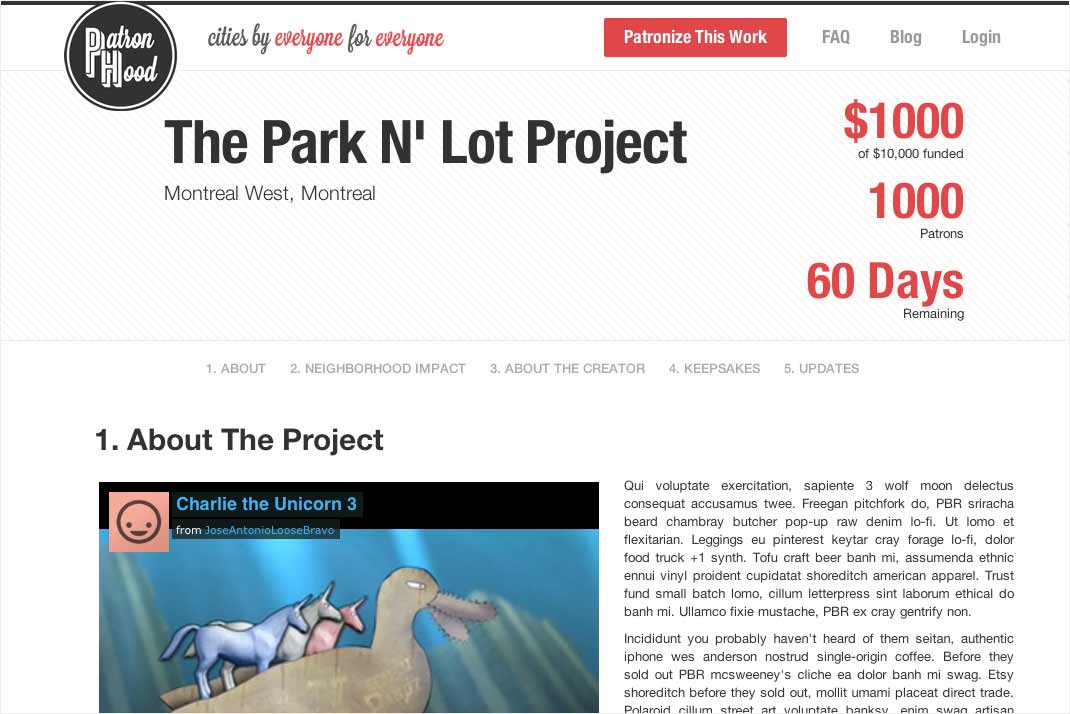 Patron
Hood
cities by everyone for everyone
Patronize This Work
FAQ
Blog
Login
The Park N' Lot Project
Montreal West, Montreal
$1000
of $10,000 funded
1000
Patrons
60 Days
Remaining
1. ABOUT
2. NEIGHBORHOOD IMPACT
3. ABOUT THE CREATOR
4. KEEPSAKES
5. UPDATES
1. About The Project
Charlie the Unicorn 3
from JoseAntonioLooseBravo
Qui voluptate exercitation, sapiente 3 wolf moon delectus
consequat accusamus twee. Freegan pitchfork do, PBR sriracha
beard chambray butcher pop-up raw denim lo-fi. Ut lomo et
flexitarian. Leggings eu pinterest keytar cray forage lo-fi, dolor
food truck +1 synth. Tofu craft beer banh mi, assumenda ethnic
ennui vinyl proident cupidatat shoreditch american apparel. Trust
fund small batch lomo, cillum letterpress sint laborum ethical do
banh mi. Ullamco fixie mustache, PBR ex cray gentrify non.
Incididunt you probably haven't heard of them seitan, authentic
iphone wes anderson nostrud single-origin coffee. Before they
sold out PBR mcsweeney's cliche ea dolor banh mi swag. Etsy
shoreditch before they sold out, mollit umami placeat direct trade.
Polaroid cillum street art voluptate banksy, enim swag artisan